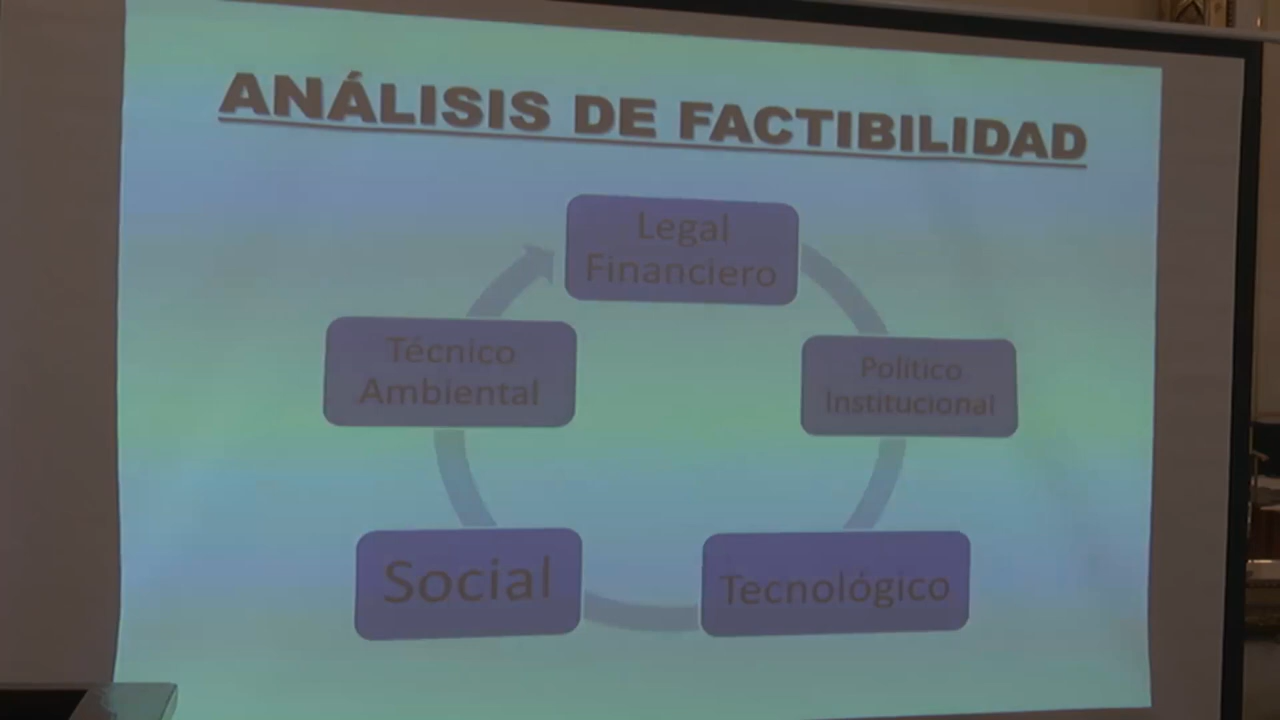 ANÁLISIS DE FACTIBILIDAD
Legal
Financiero
Político
Institucional
Tecnológico
Social
Técnico
Ambiental